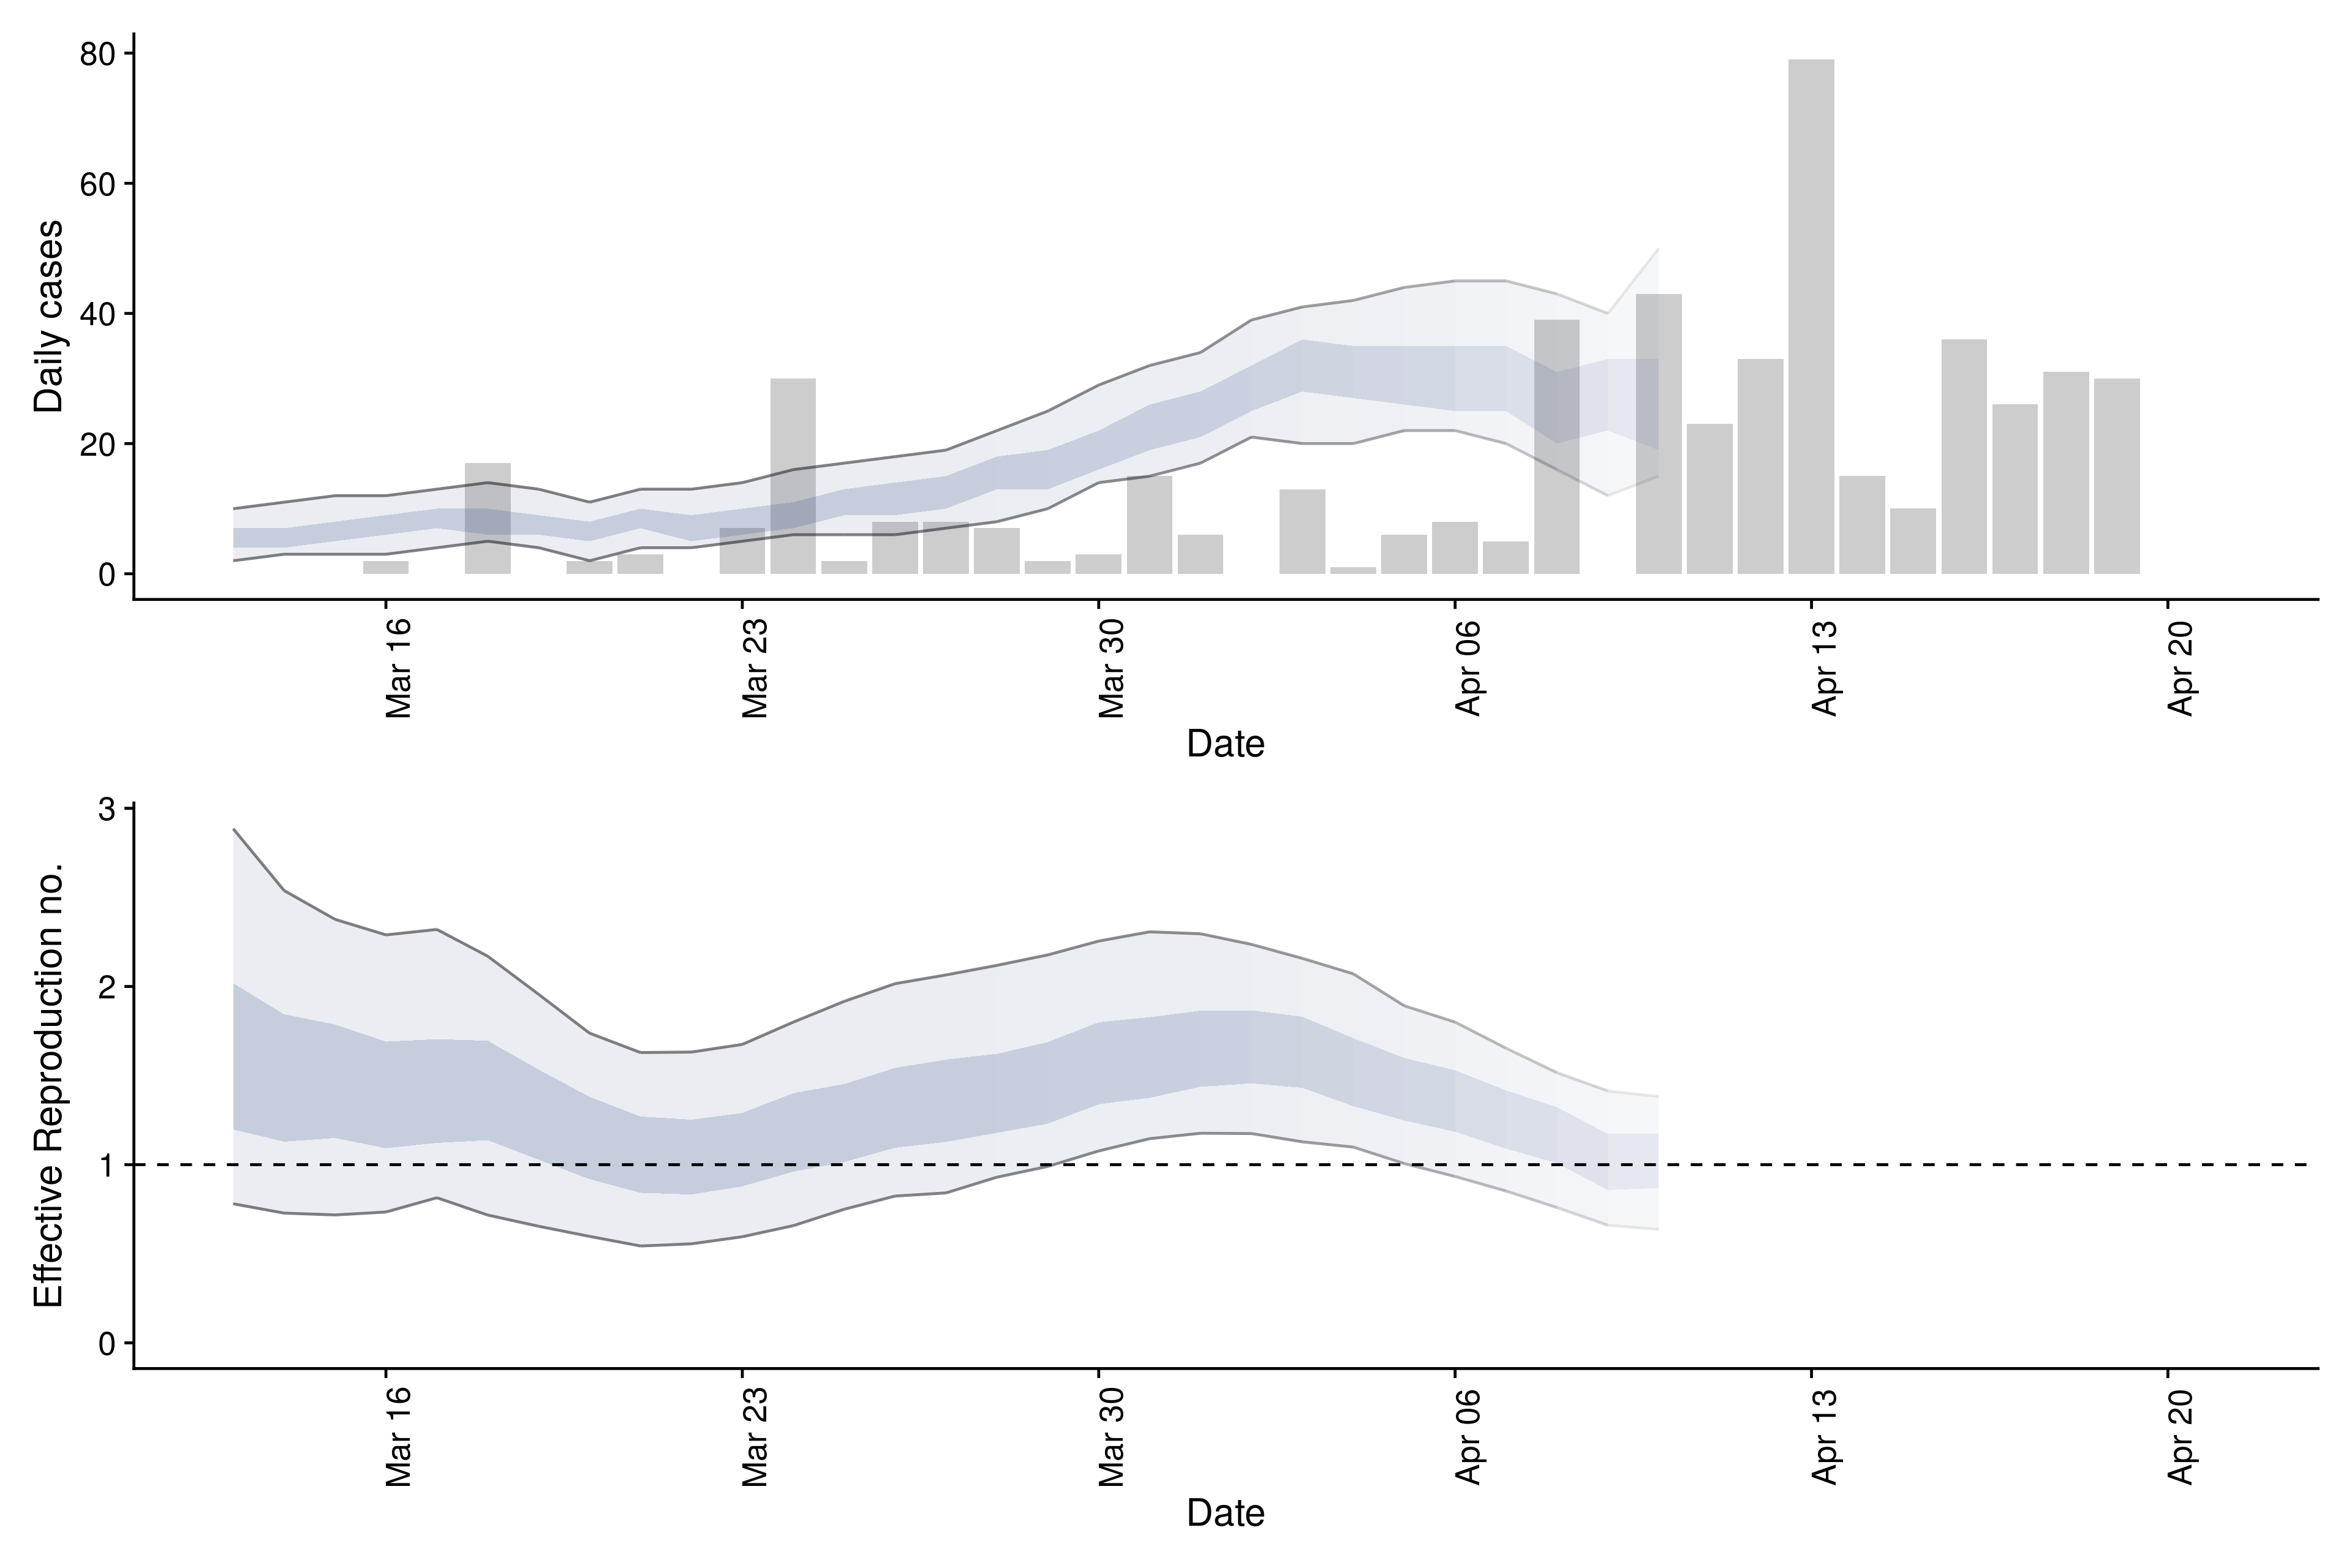 80
60
40
20
0
Daily cases
Mar 16
Mar 23
Mar 30
Apr 06
Apr 13
Apr 20
Date
3
2
1
0
Effective Reproduction no.
Mar 16
Mar 23
Mar 30
Apr 06
Apr 13
Apr 20
Date